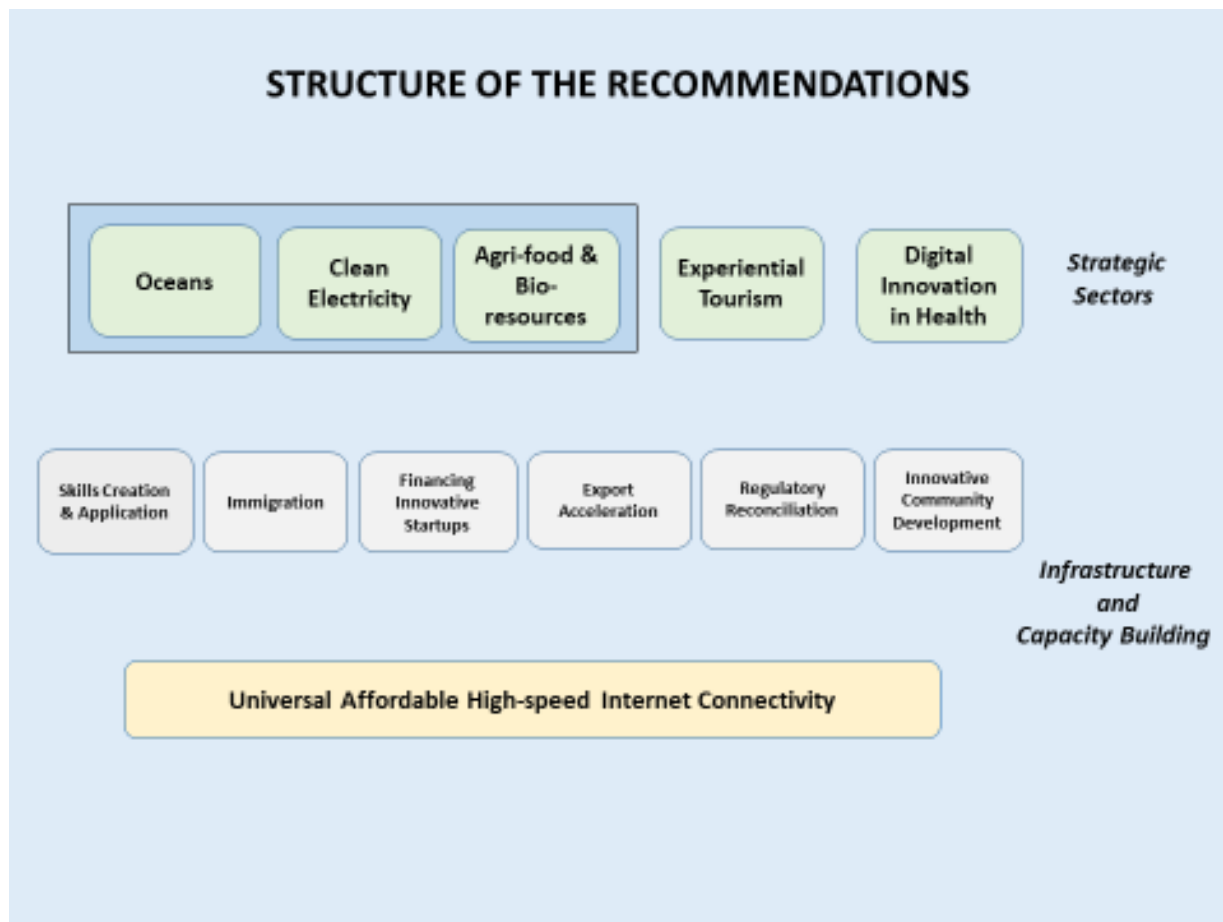 STRUCTURE OF THE RECOMMENDATIONS
Oceans
Clean
Electricity
Agri-food &
Bio-
resources
Experiential
Tourism
Digital
Innovation
in Health
Strategic
Sectors
Skills Creation
& Application
Immigration
Financing
Innovative
Startups
Export
Acceleration
Regulatory
Reconciliation
Innovative
Community
Development
Infrastructure
and
Capacity Building
Universal Affordable High-speed Internet Connectivity